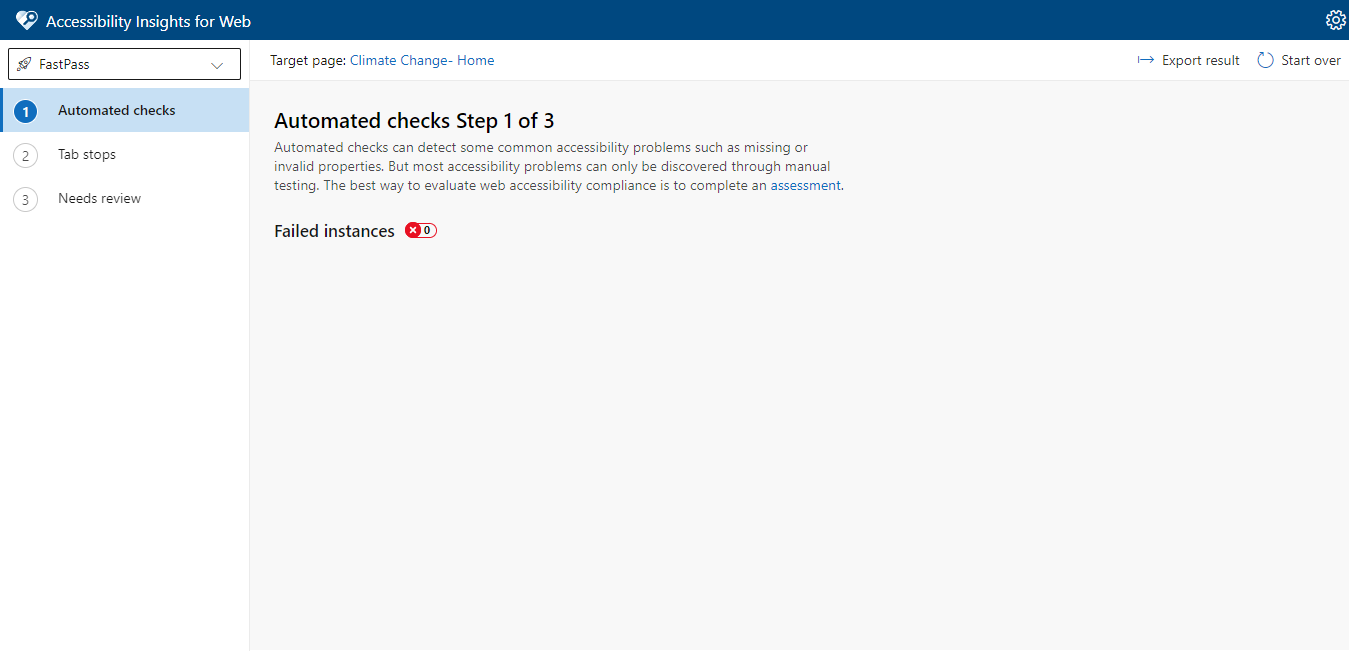 Accessibility Insights for Web
FastPass
Target page: Climate Change- Home
Export result
Start over
1 Automated checks
2 Tab stops
3 Needs review
Automated checks Step 1 of 3
Automated checks can detect some common accessibility problems such as missing or
invalid properties. But most accessibility problems can only be discovered through manual
testing. The best way to evaluate web accessibility compliance is to complete an assessment.
Failed instances 0